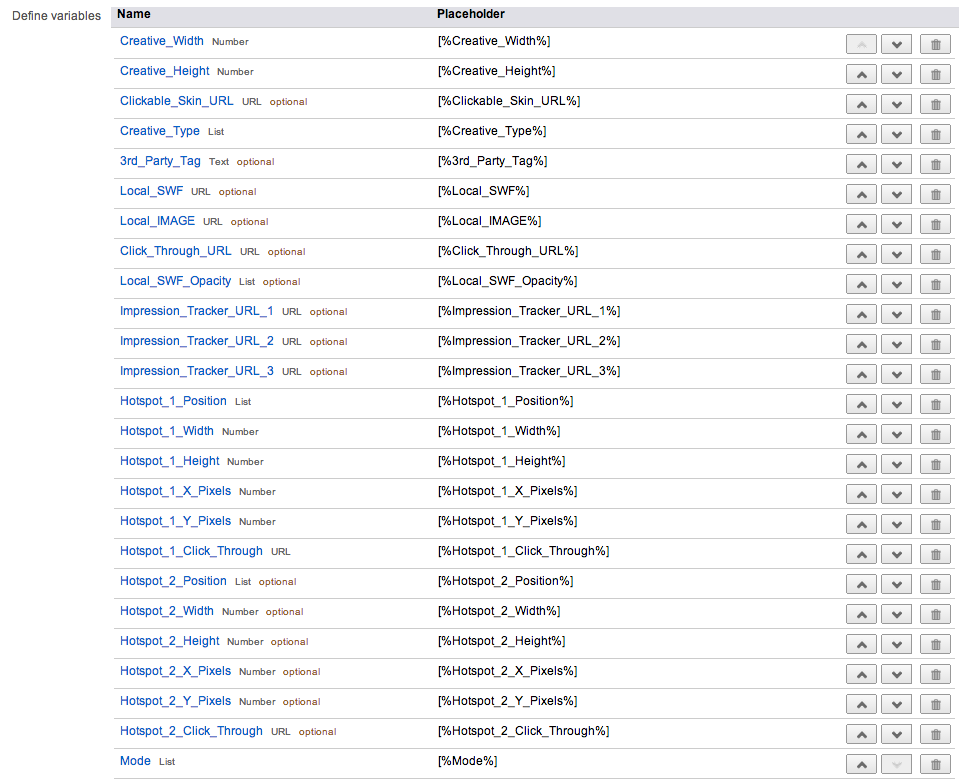 Define variables Name Placeholder
Creative_Width Number [%Creative_Width%]
Creative_Height Number [%Creative_Height%]
Clickable_Skin_URL URL optional [%Clickable_Skin_URL%]
Creative_Type List [%Creative_Type%]
3rd_Party_Tag Text optional [%3rd_Party_Tag%]
Local_SWF URL optional [%Local_SWF%]
Local_IMAGE URL optional [%Local_IMAGE%]
Click_Through_URL URL optional [%Click_Through_URL%]
Local_SWF_Opacity List optional [%Local_SWF_Opacity%]
Impression_Tracker_URL_1 URL optional [%Impression_Tracker_URL_1%]
Impression_Tracker_URL_2 URL optional [%Impression_Tracker_URL_2%]
Impression_Tracker_URL_3 URL optional [%Impression_Tracker_URL_3%]
Hotspot_1_Position List [%Hotspot_1_Position%]
Hotspot_1_Width Number [%Hotspot_1_Width%]
Hotspot_1_Height Number [%Hotspot_1_Height%]
Hotspot_1_X_Pixels Number [%Hotspot_1_X_Pixels%]
Hotspot_1_Y_Pixels Number [%Hotspot_1_Y_Pixels%]
Hotspot_1_Click_Through URL [%Hotspot_1_Click_Through%]
Hotspot_2_Position List optional [%Hotspot_2_Position%]
Hotspot_2_Width Number optional [%Hotspot_2_Width%]
Hotspot_2_Height Number optional [%Hotspot_2_Height%]
Hotspot_2_X_Pixels Number optional [%Hotspot_2_X_Pixels%]
Hotspot_2_Y_Pixels Number optional [%Hotspot_2_Y_Pixels%]
Hotspot_2_Click_Through URL optional [%Hotspot_2_Click_Through%]
Mode List [%Mode%]